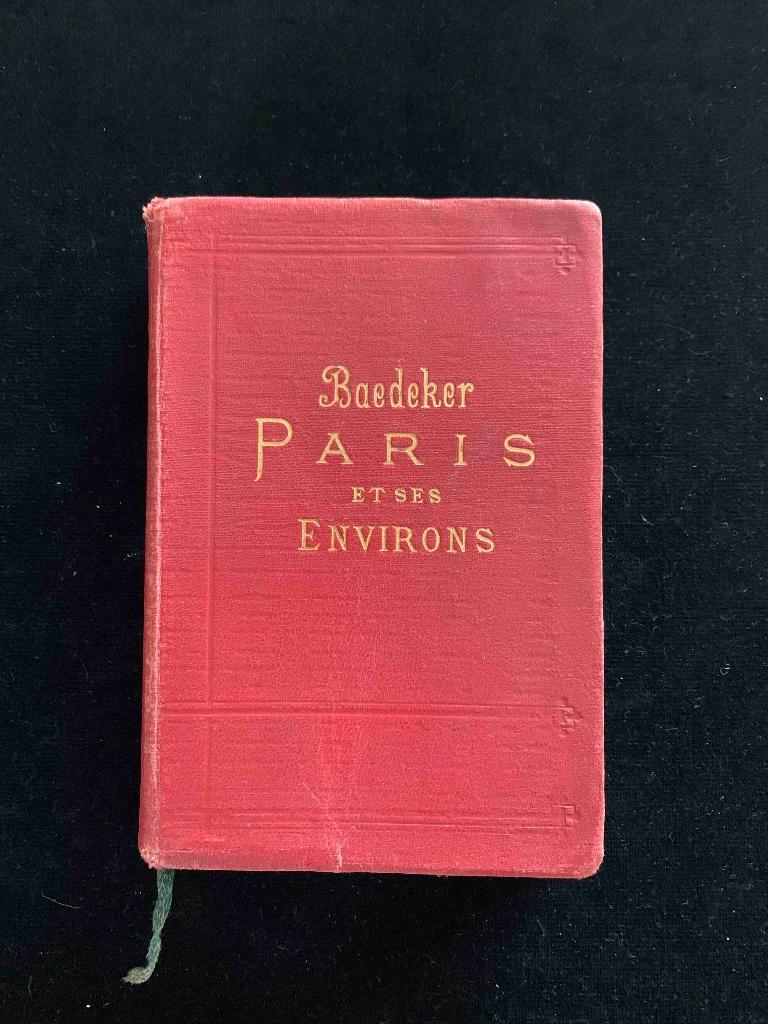 Baedeker
PARIS
ET SES
ENVIRONS